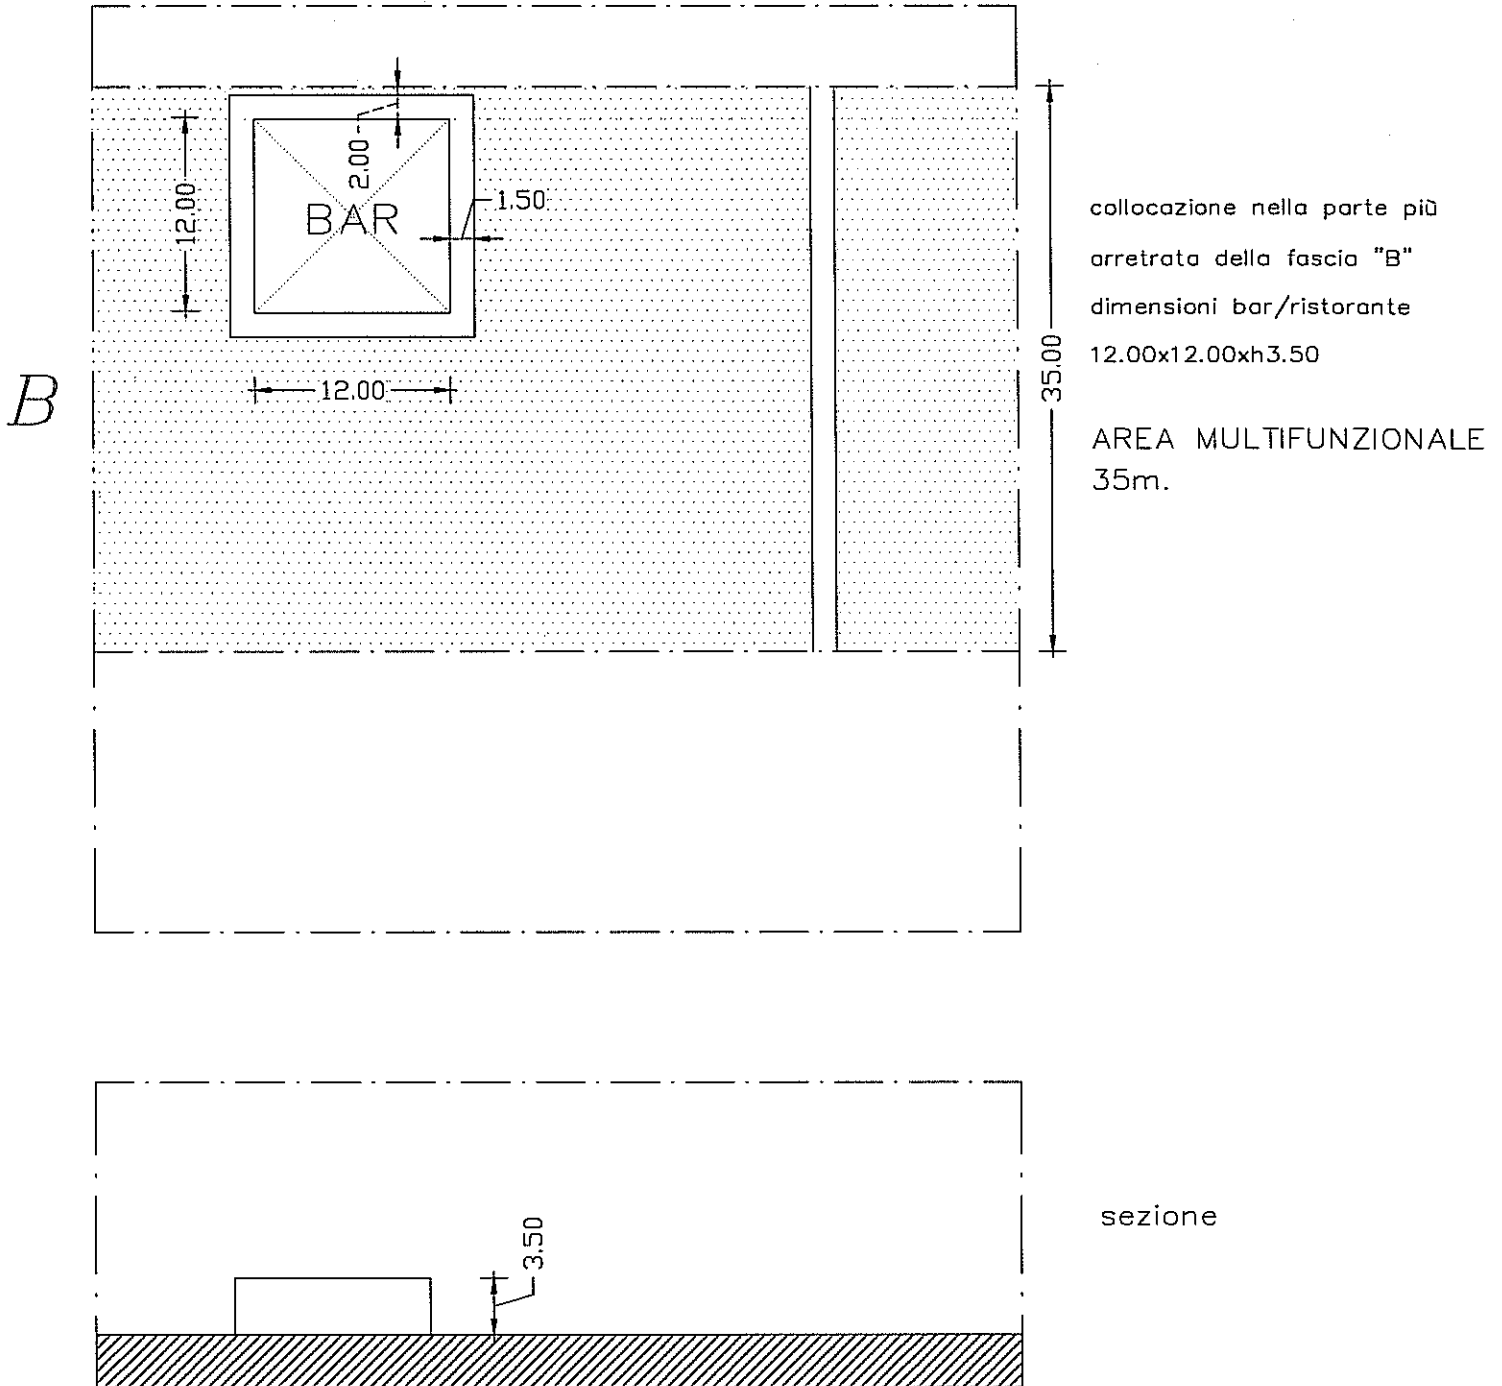 2.00
12.00
BAR
1.50
12.00
B
35.00
collocazione nella parte più
arretrata della fascia "B"
dimensioni bar/ristorante
12.00x12.00xh3.50
AREA MULTIFUNZIONALE
35m.
3.50
sezione